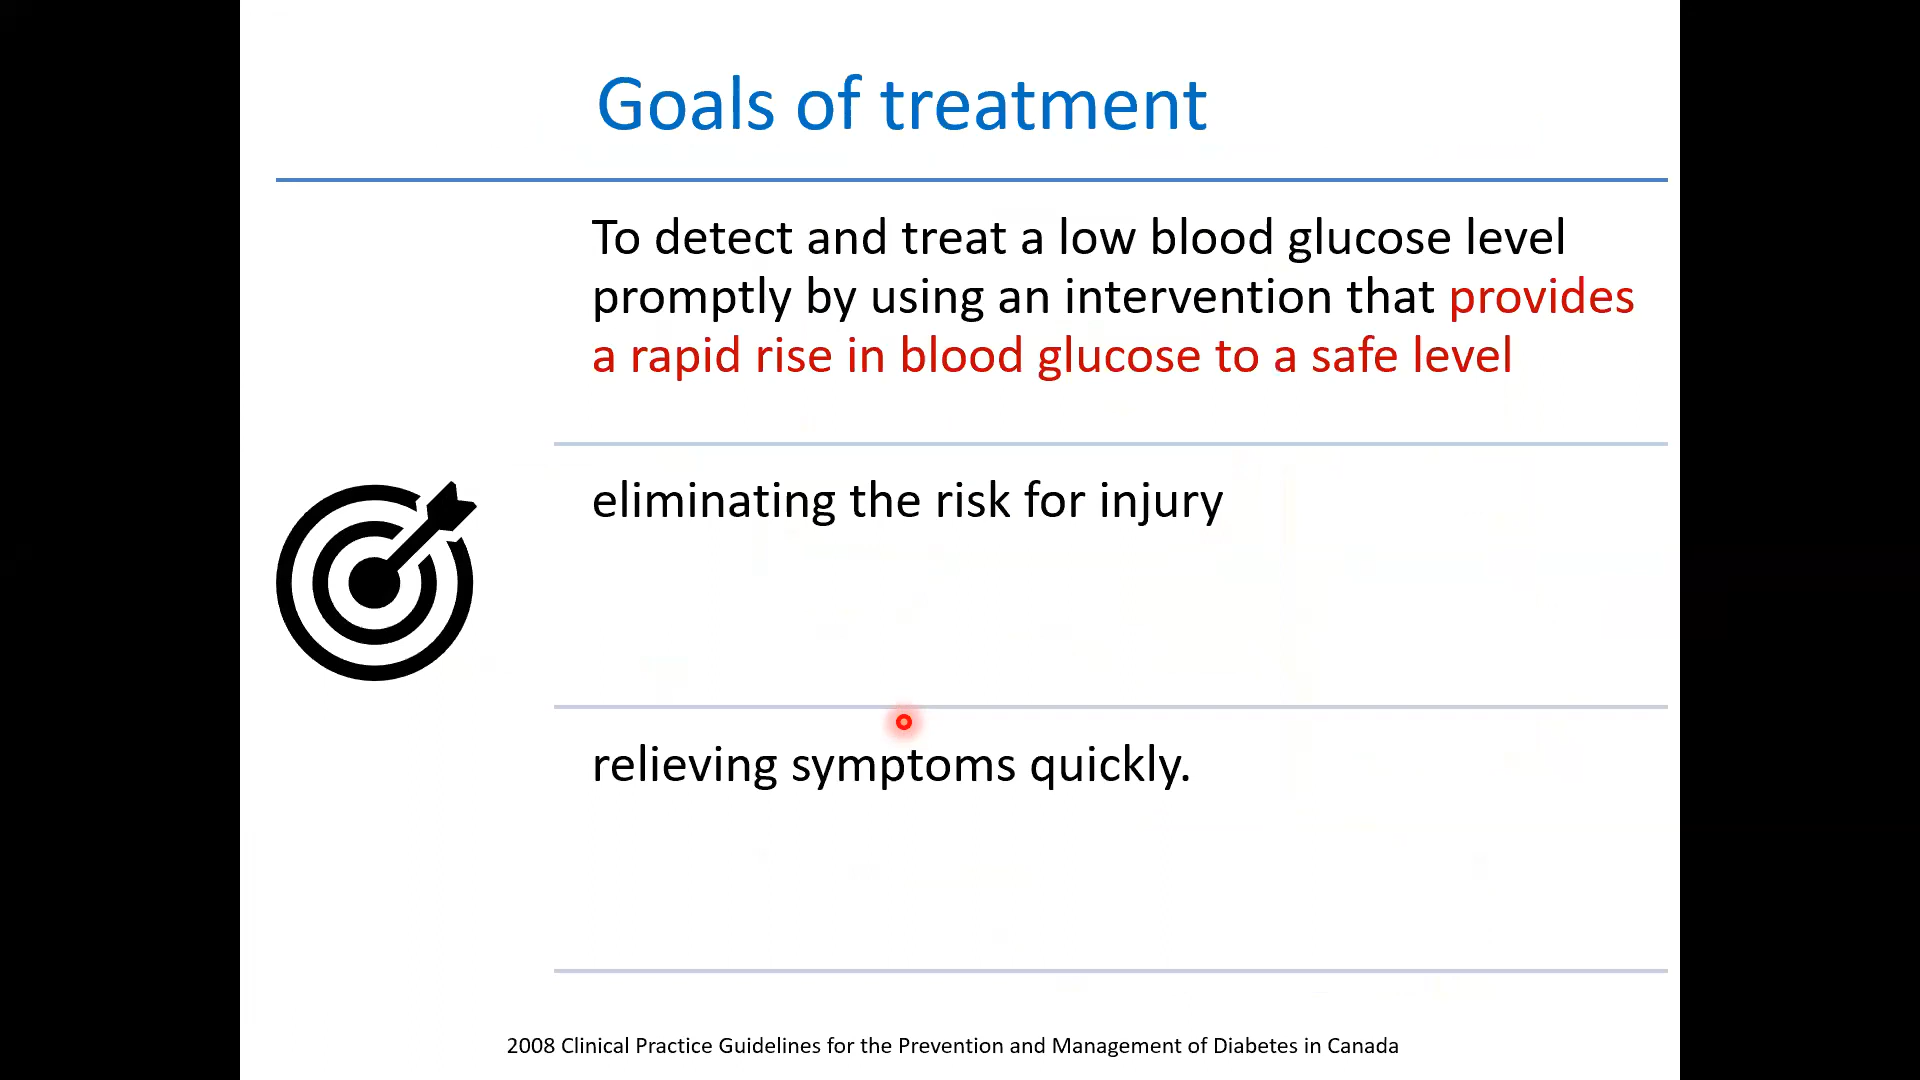 Goals of treatment
To detect and treat a low blood glucose level
promptly by using an intervention that provides
a rapid rise in blood glucose to a safe level
eliminating the risk for injury
relieving symptoms quickly.
2008 Clinical Practice Guidelines for the Prevention and Management of Diabetes in Canada